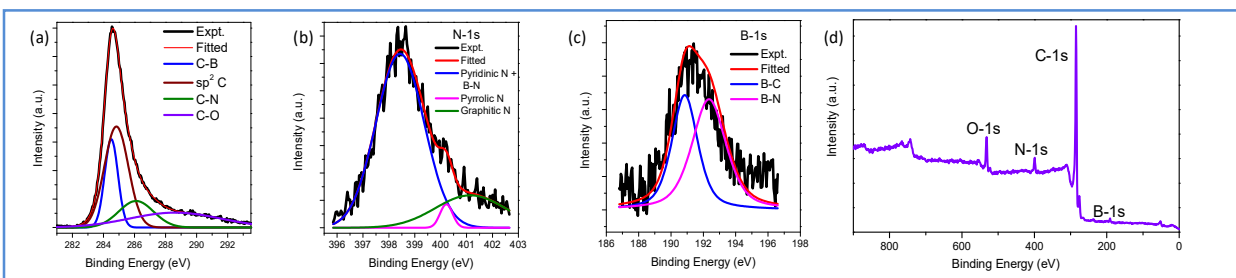 (a)
Expt.
Fitted
C-B
sp² C
C-N
C-O
Intensity (a.u.)
282 284 286 288 290 292
Binding Energy (eV)
(b)
N-1s
Expt.
Fitted
Pyridinic N +
B-N
Pyrrolic N
Graphitic N
Intensity (a.u.)
396 397 398 399 400 401 402 403
Binding Energy (eV)
(c)
B-1s
Expt.
Fitted
B-C
B-N
Intensity (a.u.)
186 188 190 192 194 196 198
Binding Energy (eV)
(d)
C-1s
O-1s
N-1s
B-1s
Intensity (a.u.)
800 600 400 200 0
Binding Energy (eV)